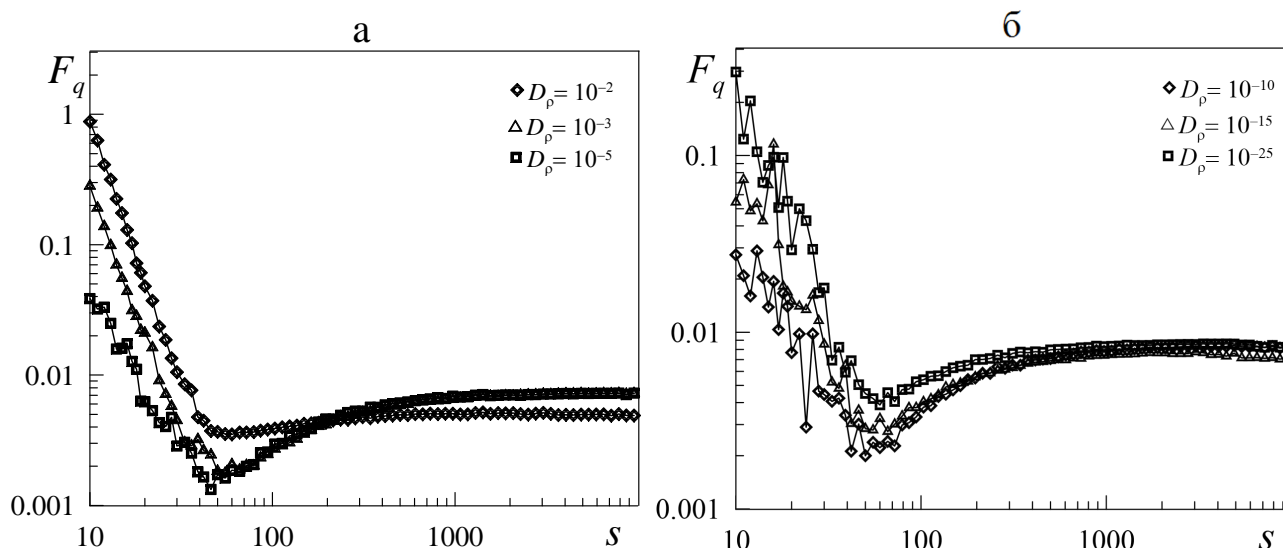 а
F_q
D_ρ = 10^–2
D_ρ = 10^–3
D_ρ = 10^–5
1
0.1
0.01
0.001
10
100
1000
s
б
F_q
D_ρ = 10^–10
D_ρ = 10^–15
D_ρ = 10^–25
0.1
0.01
0.001
10
100
1000
s